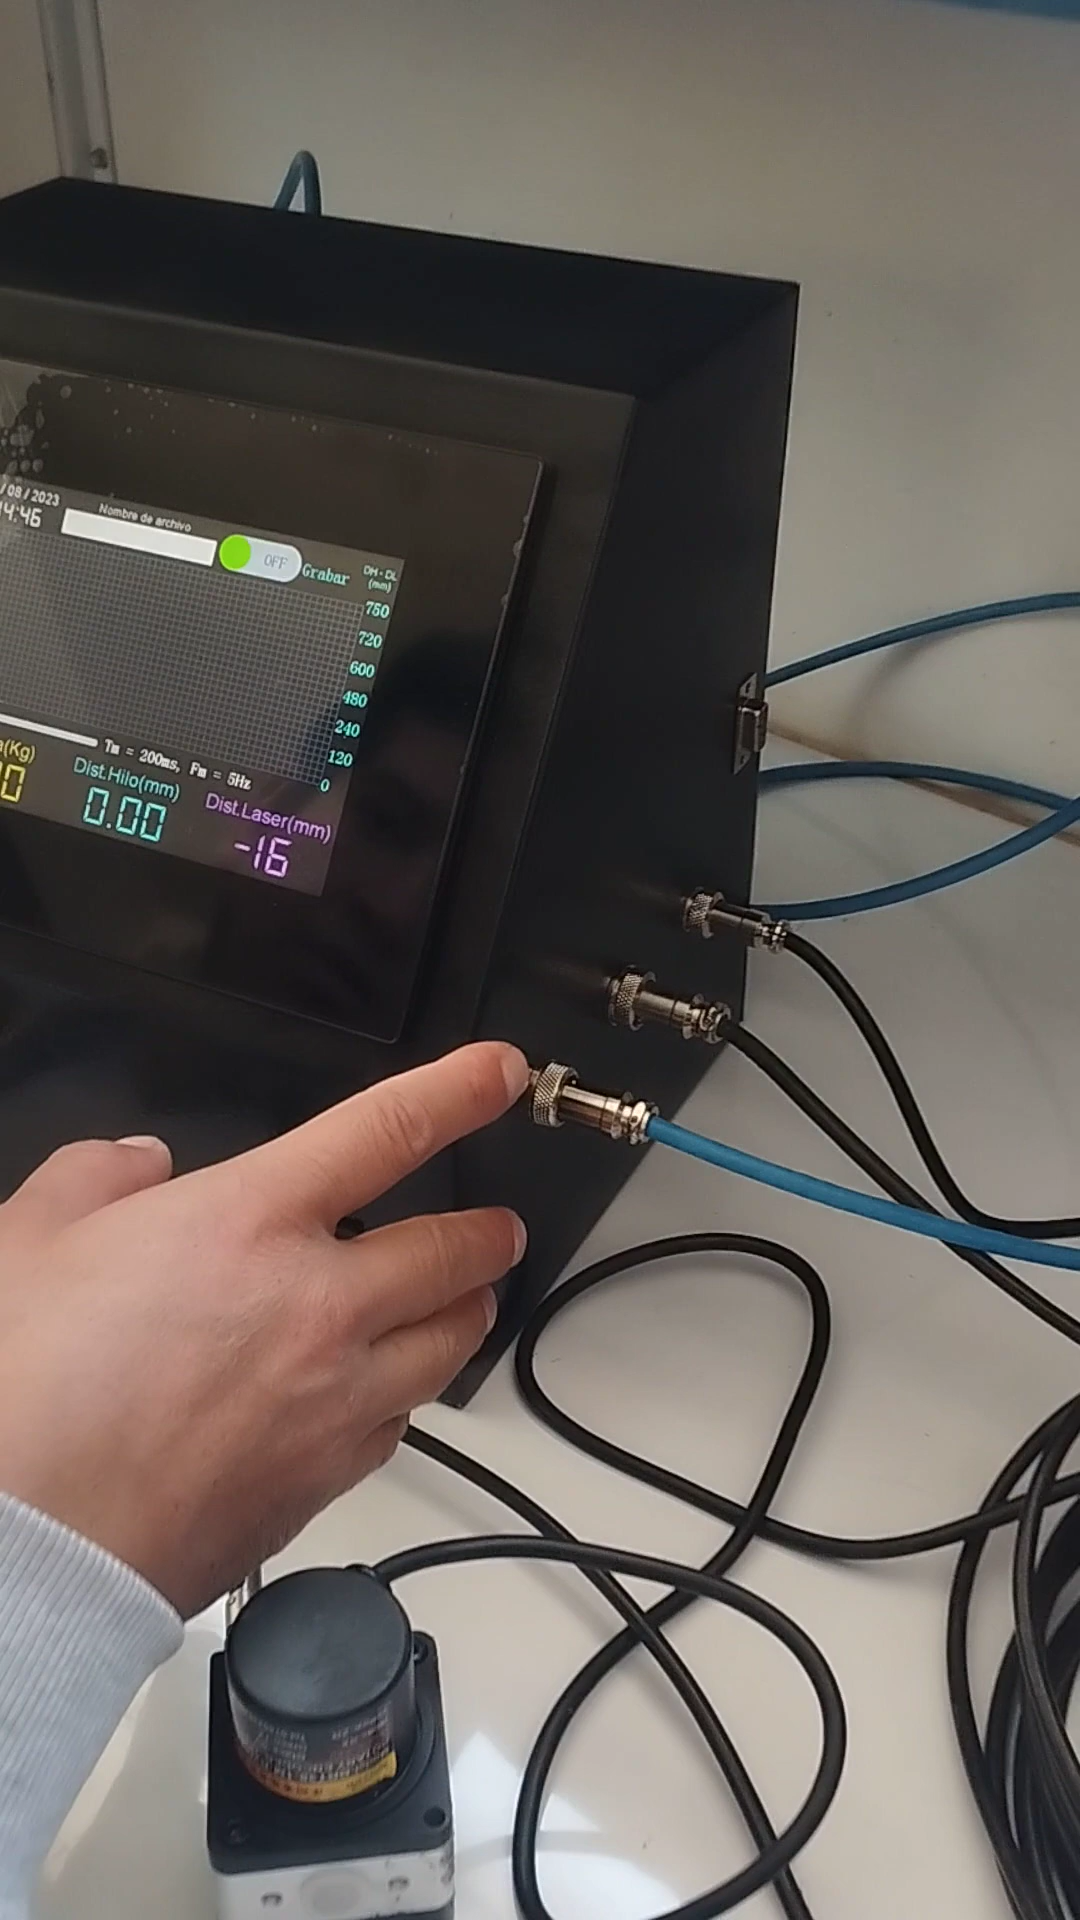 / 08 / 2023
14:46
Nombre de archivo
OFF
Grabar
DH - DL
(mm)
750
720
600
480
240
120
0
Tm = 200ms, Fm = 5Hz
a(Kg)
0
Dist.Hilo(mm)
0.00
Dist.Laser(mm)
-16